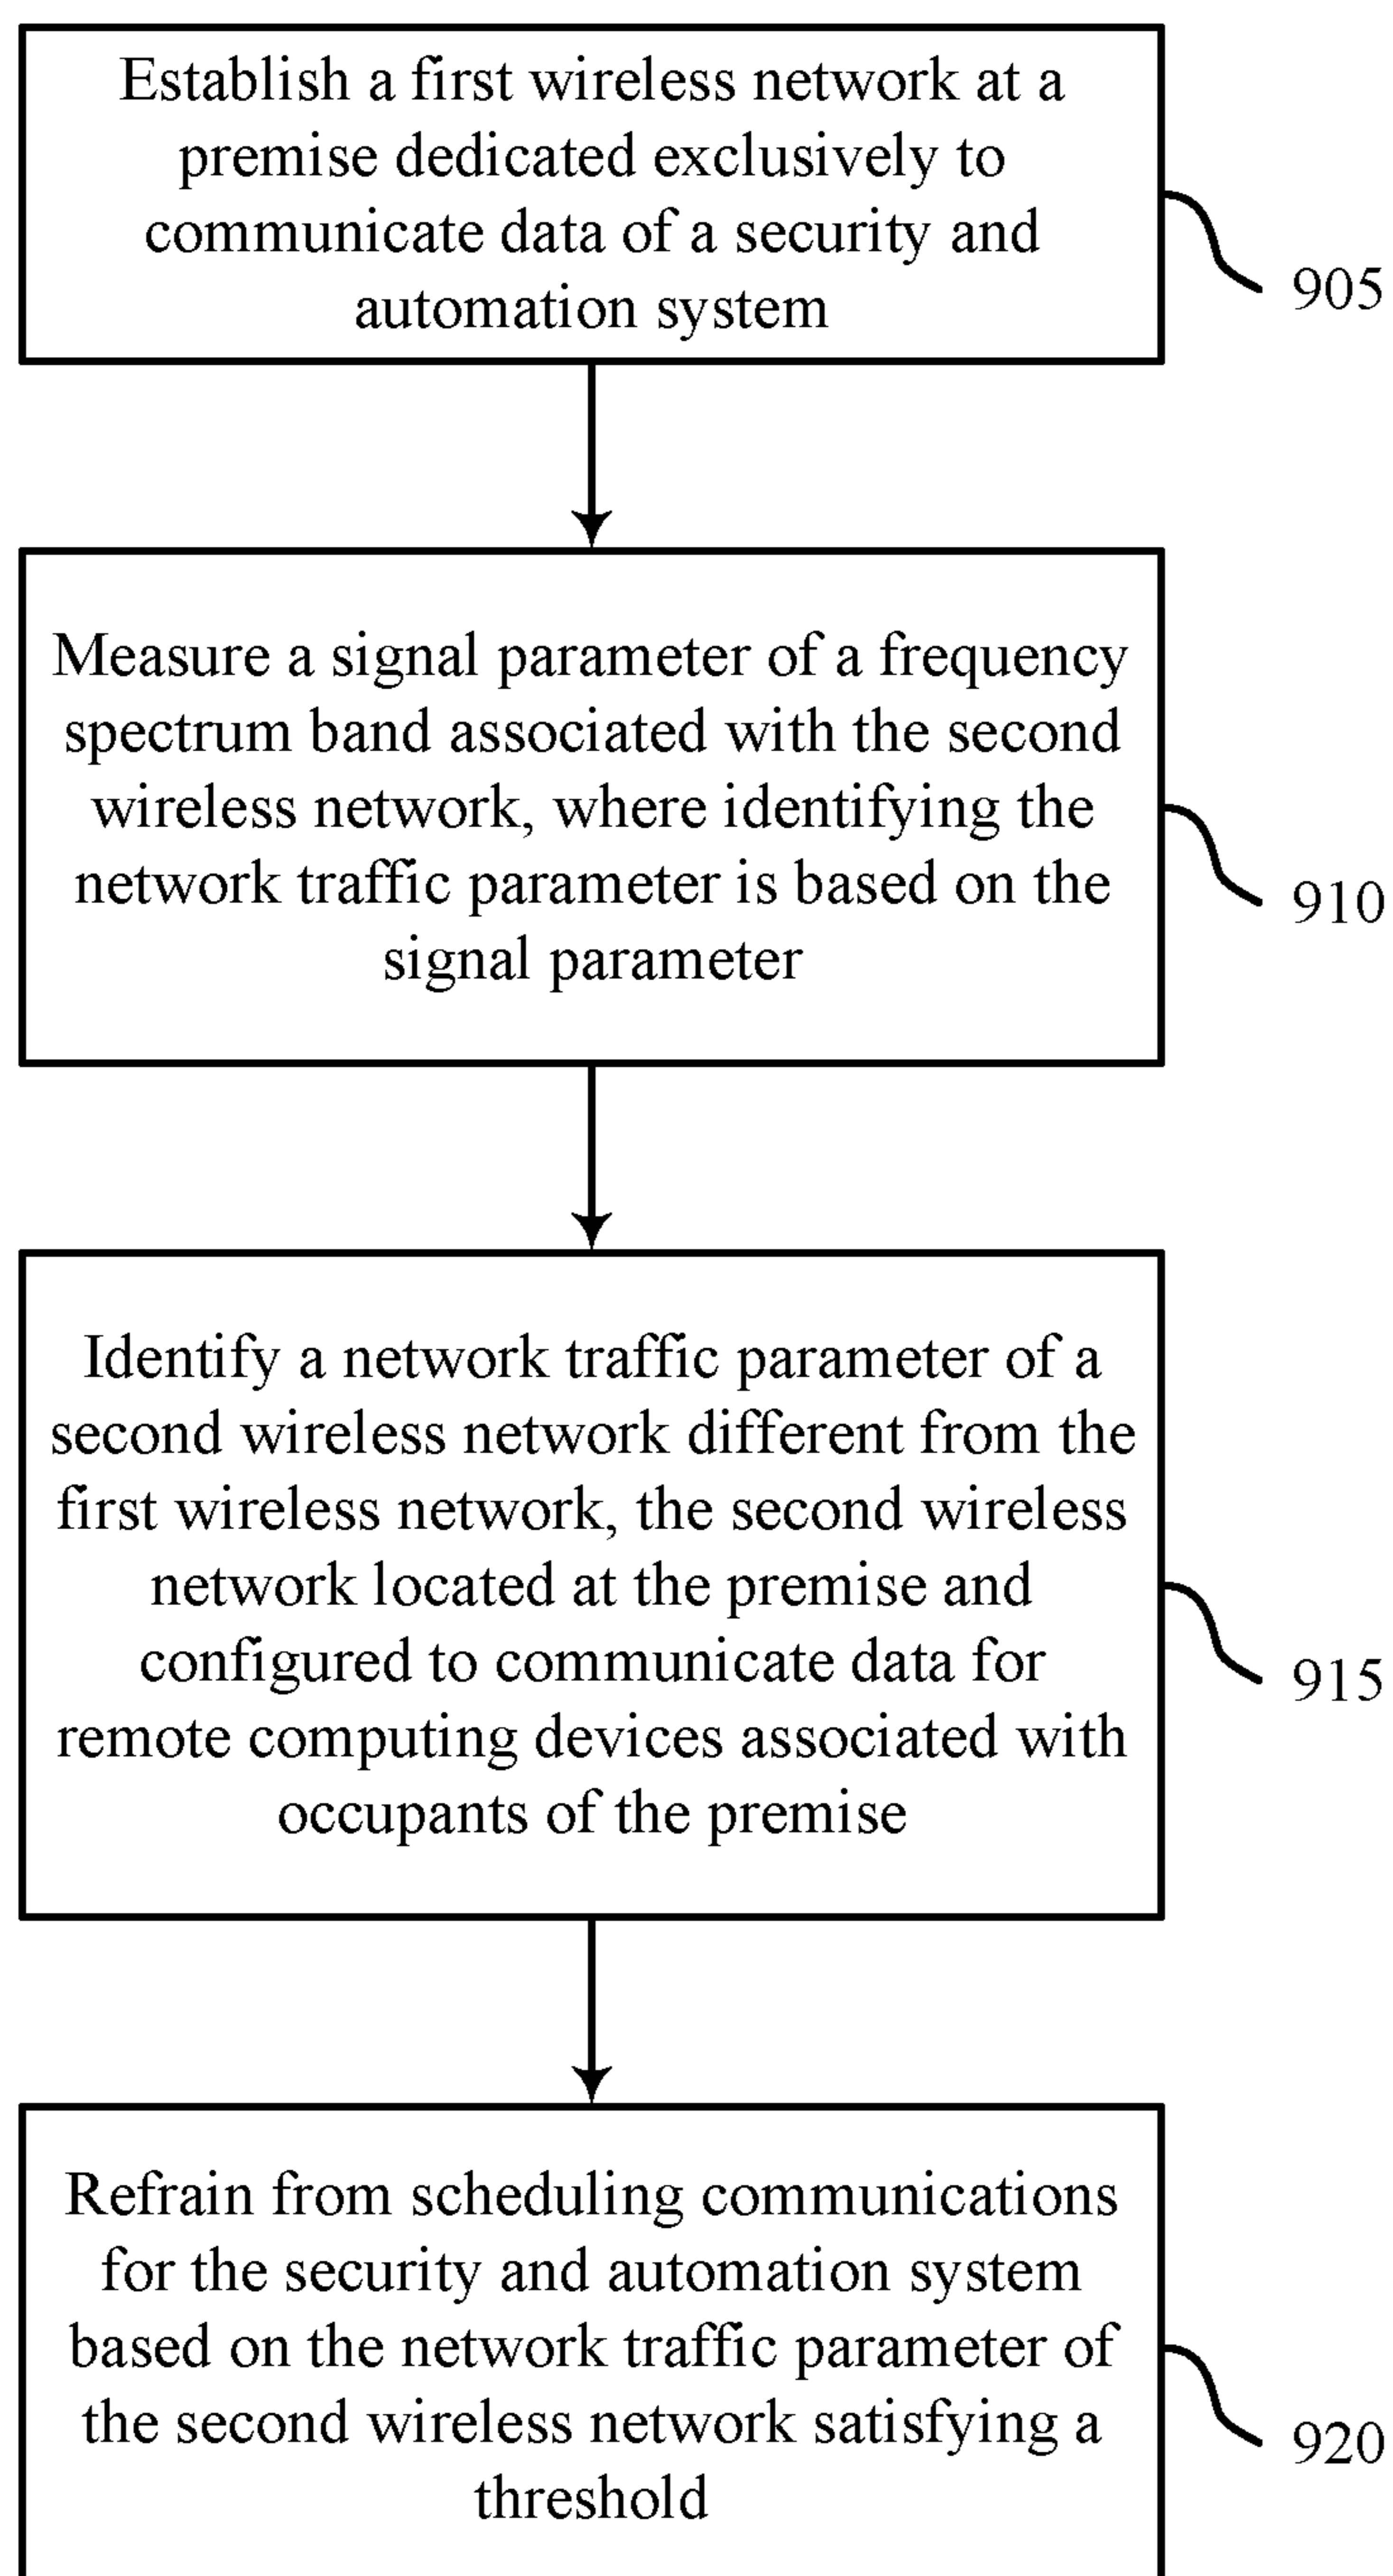 Establish a first wireless network at a
premise dedicated exclusively to
communicate data of a security and
automation system
905
Measure a signal parameter of a frequency
spectrum band associated with the second
wireless network, where identifying the
network traffic parameter is based on the
signal parameter
910
Identify a network traffic parameter of a
second wireless network different from the
first wireless network, the second wireless
network located at the premise and
configured to communicate data for
remote computing devices associated with
occupants of the premise
915
Refrain from scheduling communications
for the security and automation system
based on the network traffic parameter of
the second wireless network satisfying a
threshold
920